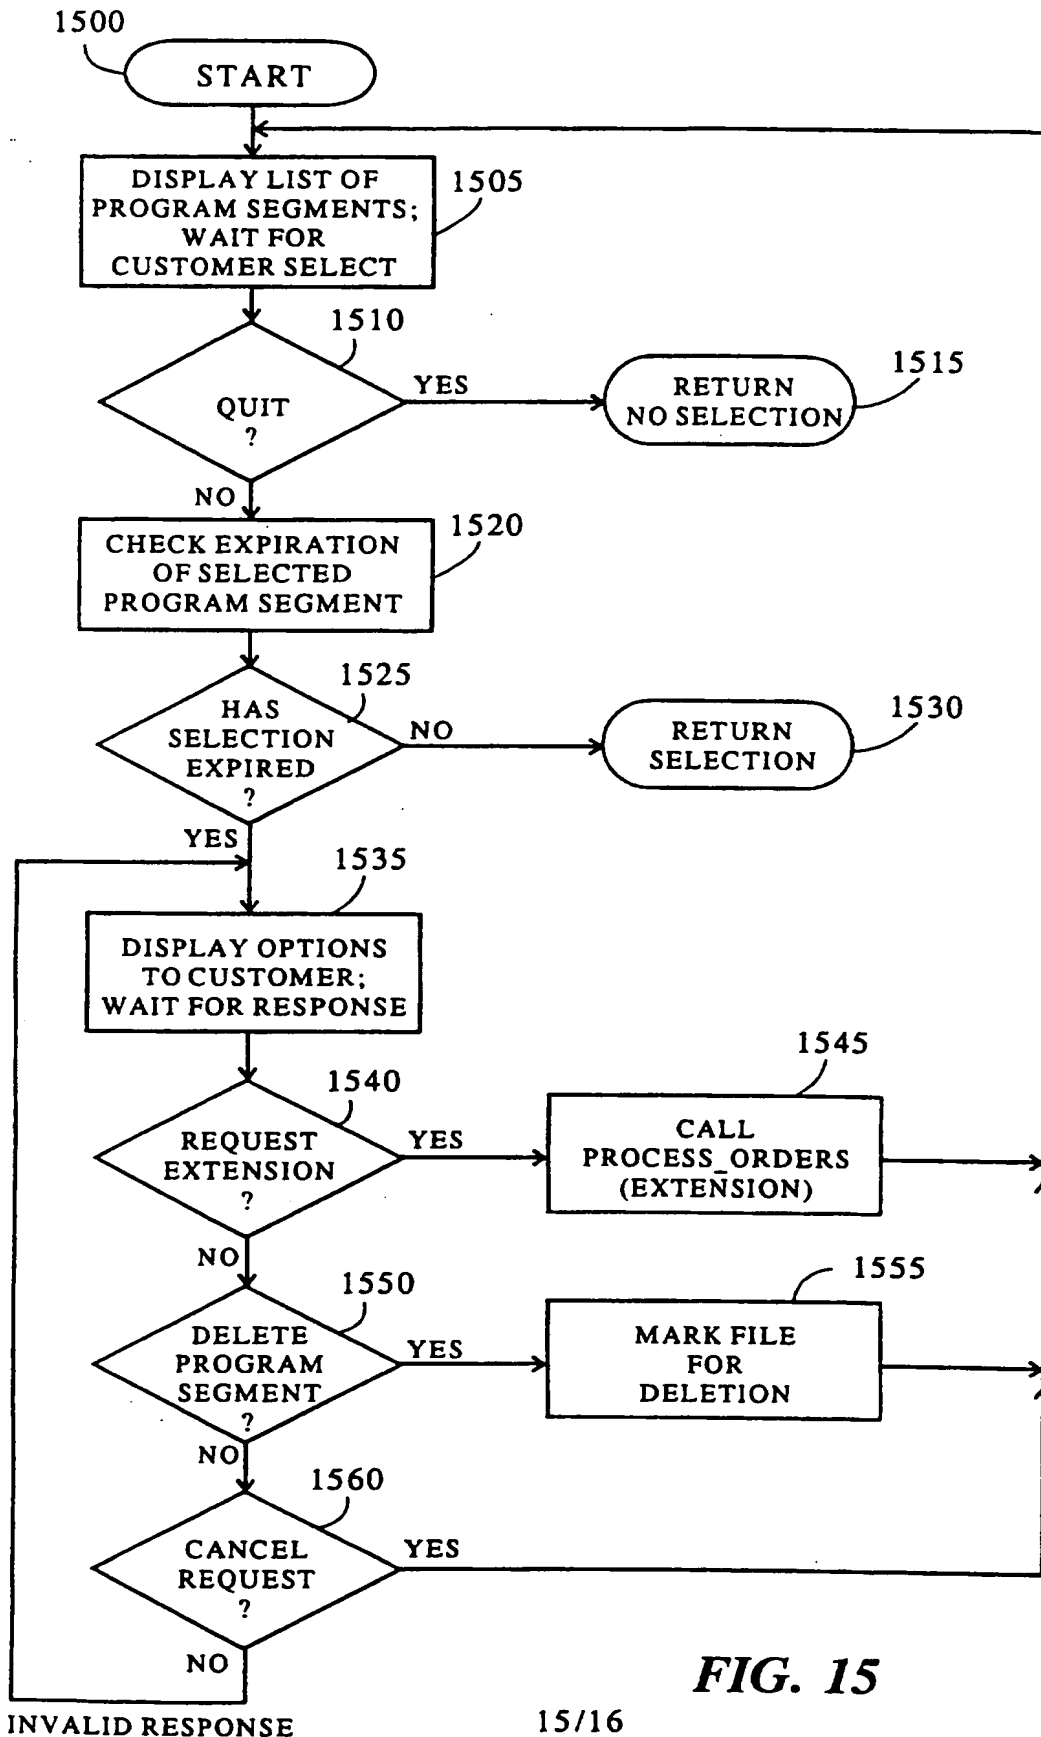 1500
START
DISPLAY LIST OF
PROGRAM SEGMENTS;
WAIT FOR
CUSTOMER SELECT
1505
1510
QUIT
?
YES
RETURN
NO SELECTION
1515
NO
CHECK EXPIRATION
OF SELECTED
PROGRAM SEGMENT
1520
1525
HAS
SELECTION
EXPIRED
?
NO
RETURN
SELECTION
1530
YES
1535
DISPLAY OPTIONS
TO CUSTOMER;
WAIT FOR RESPONSE
1540
REQUEST
EXTENSION
?
YES
1545
CALL
PROCESS_ORDERS
(EXTENSION)
NO
1550
DELETE
PROGRAM
SEGMENT
?
YES
1555
MARK FILE
FOR
DELETION
NO
1560
CANCEL
REQUEST
?
YES
NO
INVALID RESPONSE
FIG. 15
15/16